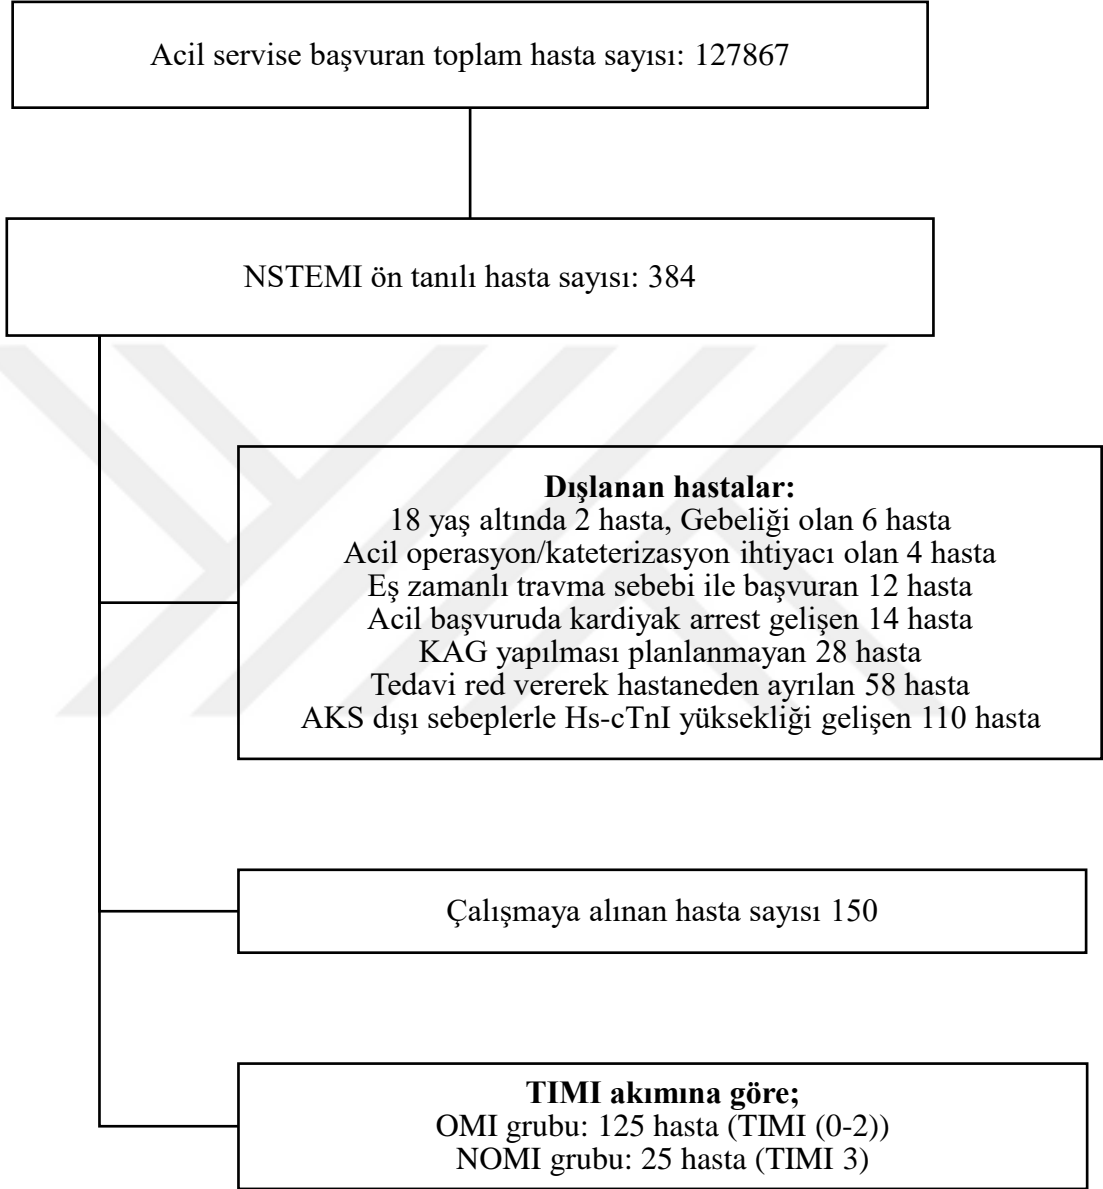 Acil servise başvuran toplam hasta sayısı: 127867
NSTEMI ön tanılı hasta sayısı: 384
Dışlanan hastalar:
18 yaş altında 2 hasta, Gebeliği olan 6 hasta
Acil operasyon/kateterizasyon ihtiyacı olan 4 hasta
Eş zamanlı travma sebebi ile başvuran 12 hasta
Acil başvuruda kardiyak arrest gelişen 14 hasta
KAG yapılması planlanmayan 28 hasta
Tedavi red vererek hastaneden ayrılan 58 hasta
AKS dışı sebeplerle Hs-cTnI yüksekliği gelişen 110 hasta
Çalışmaya alınan hasta sayısı 150
TIMI akımına göre;
OMI grubu: 125 hasta (TIMI (0-2))
NOMI grubu: 25 hasta (TIMI 3)